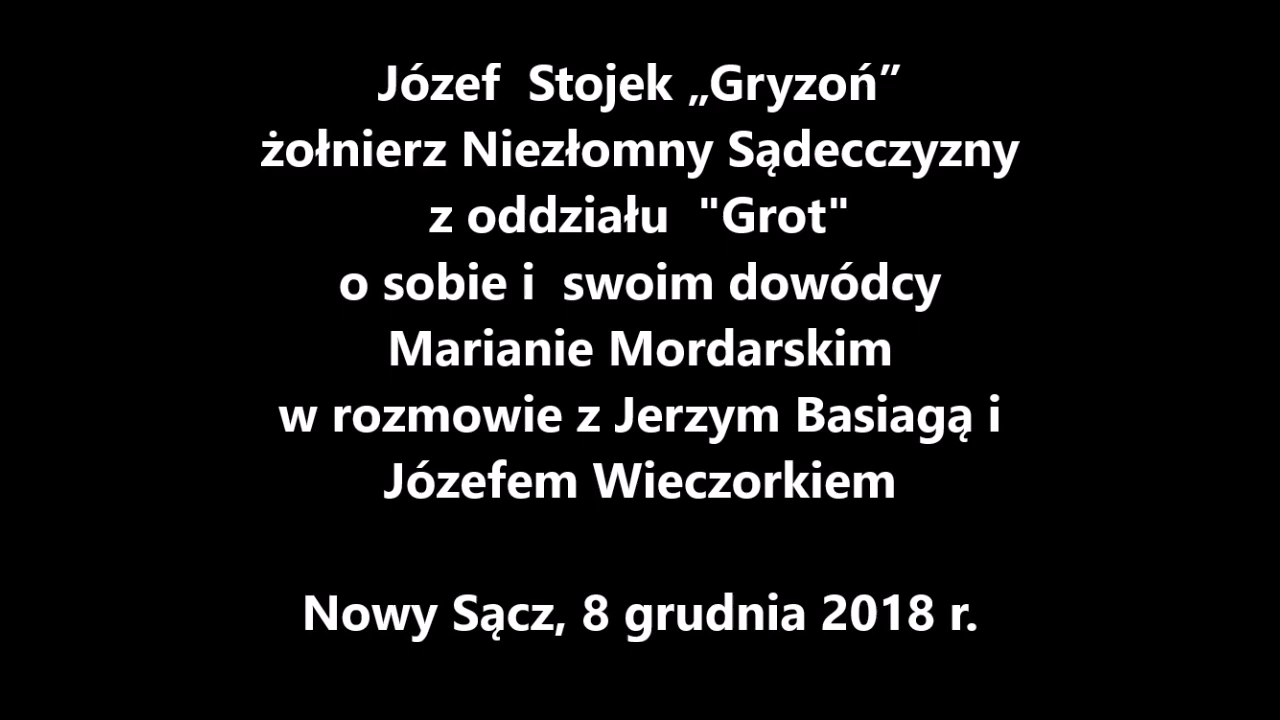 Józef  Stojek „Gryzoń”
żołnierz Niezłomny Sądecczyzny
z oddziału  "Grot"
o sobie i  swoim dowódcy
Marianie Mordarskim
w rozmowie z Jerzym Basiagą i
Józefem Wieczorkiem
Nowy Sącz, 8 grudnia 2018 r.